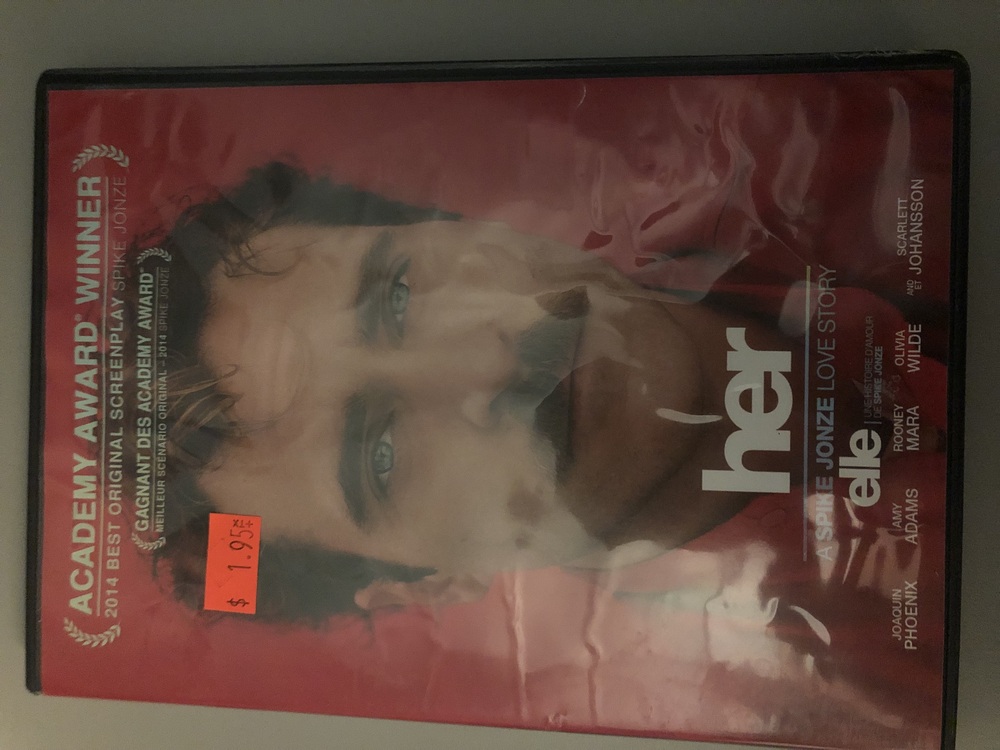 ACADEMY AWARD® WINNER
2014 BEST ORIGINAL SCREENPLAY SPIKE JONZE
GAGNANT DES ACADEMY AWARD®
MEILLEUR SCÉNARIO ORIGINAL – 2014 SPIKE JONZE
$ 1.95 +TX
her
A SPIKE JONZE LOVE STORY
elle
UNE HISTOIRE D'AMOUR
DE SPIKE JONZE
JOAQUIN PHOENIX
AMY ADAMS
ROONEY MARA
OLIVIA WILDE
AND ET SCARLETT JOHANSSON